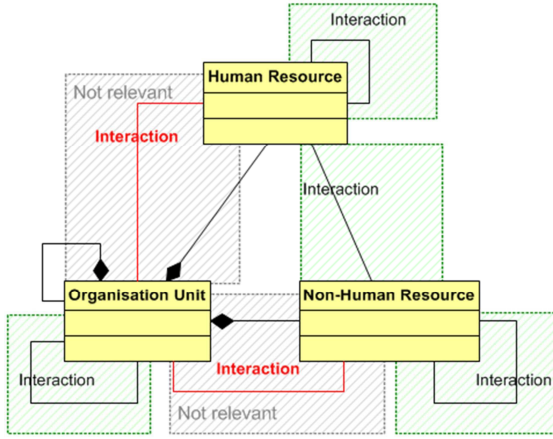 Interaction
Human Resource
Not relevant
Interaction
Interaction
Organisation Unit
Non-Human Resource
Interaction
Interaction
Interaction
Not relevant